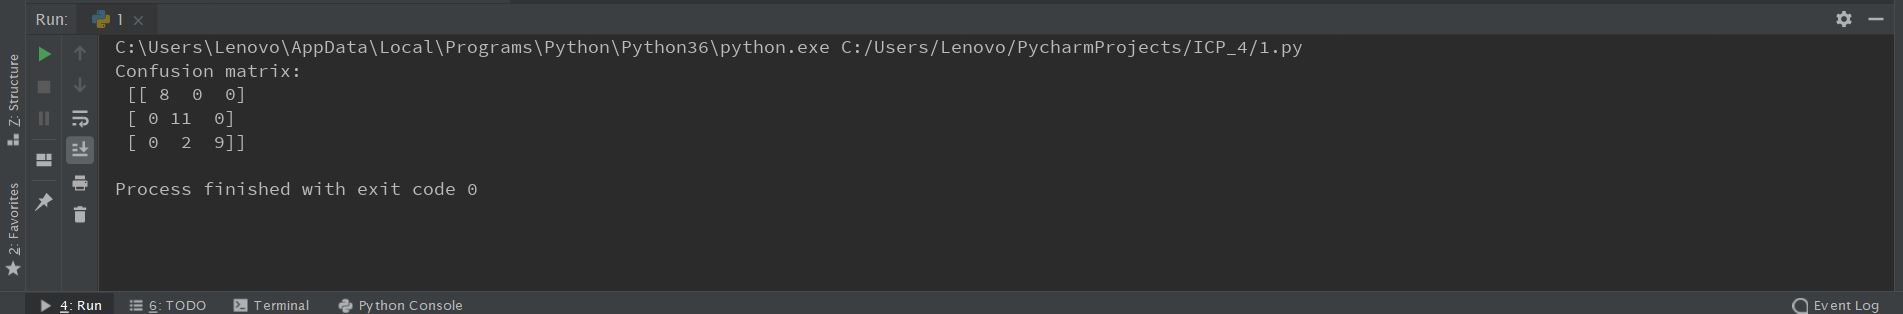 Run: 1
C:\Users\Lenovo\AppData\Local\Programs\Python\Python36\python.exe C:/Users/Lenovo/PycharmProjects/ICP_4/1.py
Confusion matrix:
[[ 8  0  0]
[ 0 11  0]
[ 0  2  9]]
Process finished with exit code 0
Z: Structure
2: Favorites
4: Run 6: TODO Terminal Python Console Event Log